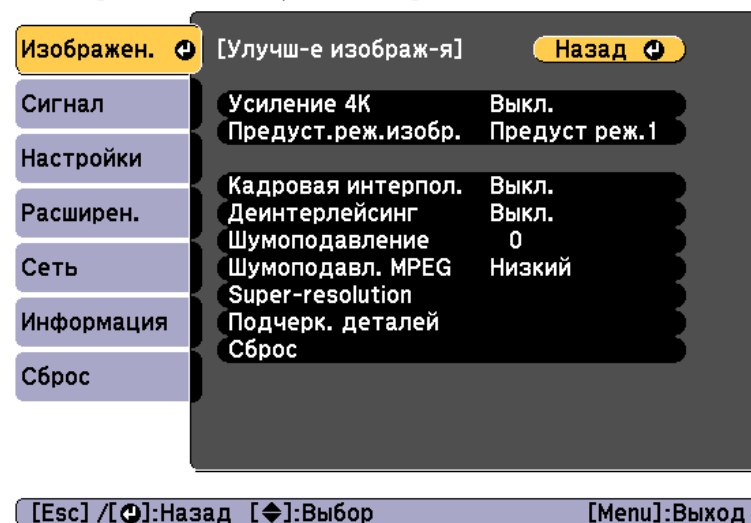 Изображен.
[Улучш-е изображ-я] Назад
Сигнал
Усиление 4K Выкл.
Предуст.реж.изобр. Предуст реж.1
Настройки
Кадровая интерпол. Выкл.
Расширен.
Деинтерлейсинг Выкл.
Шумоподавление 0
Сеть
Шумоподавл. MPEG Низкий
Super-resolution
Информация
Подчерк. деталей
Сброс
Сброс
[Esc] /[]:Назад []:Выбор [Menu]:Выход